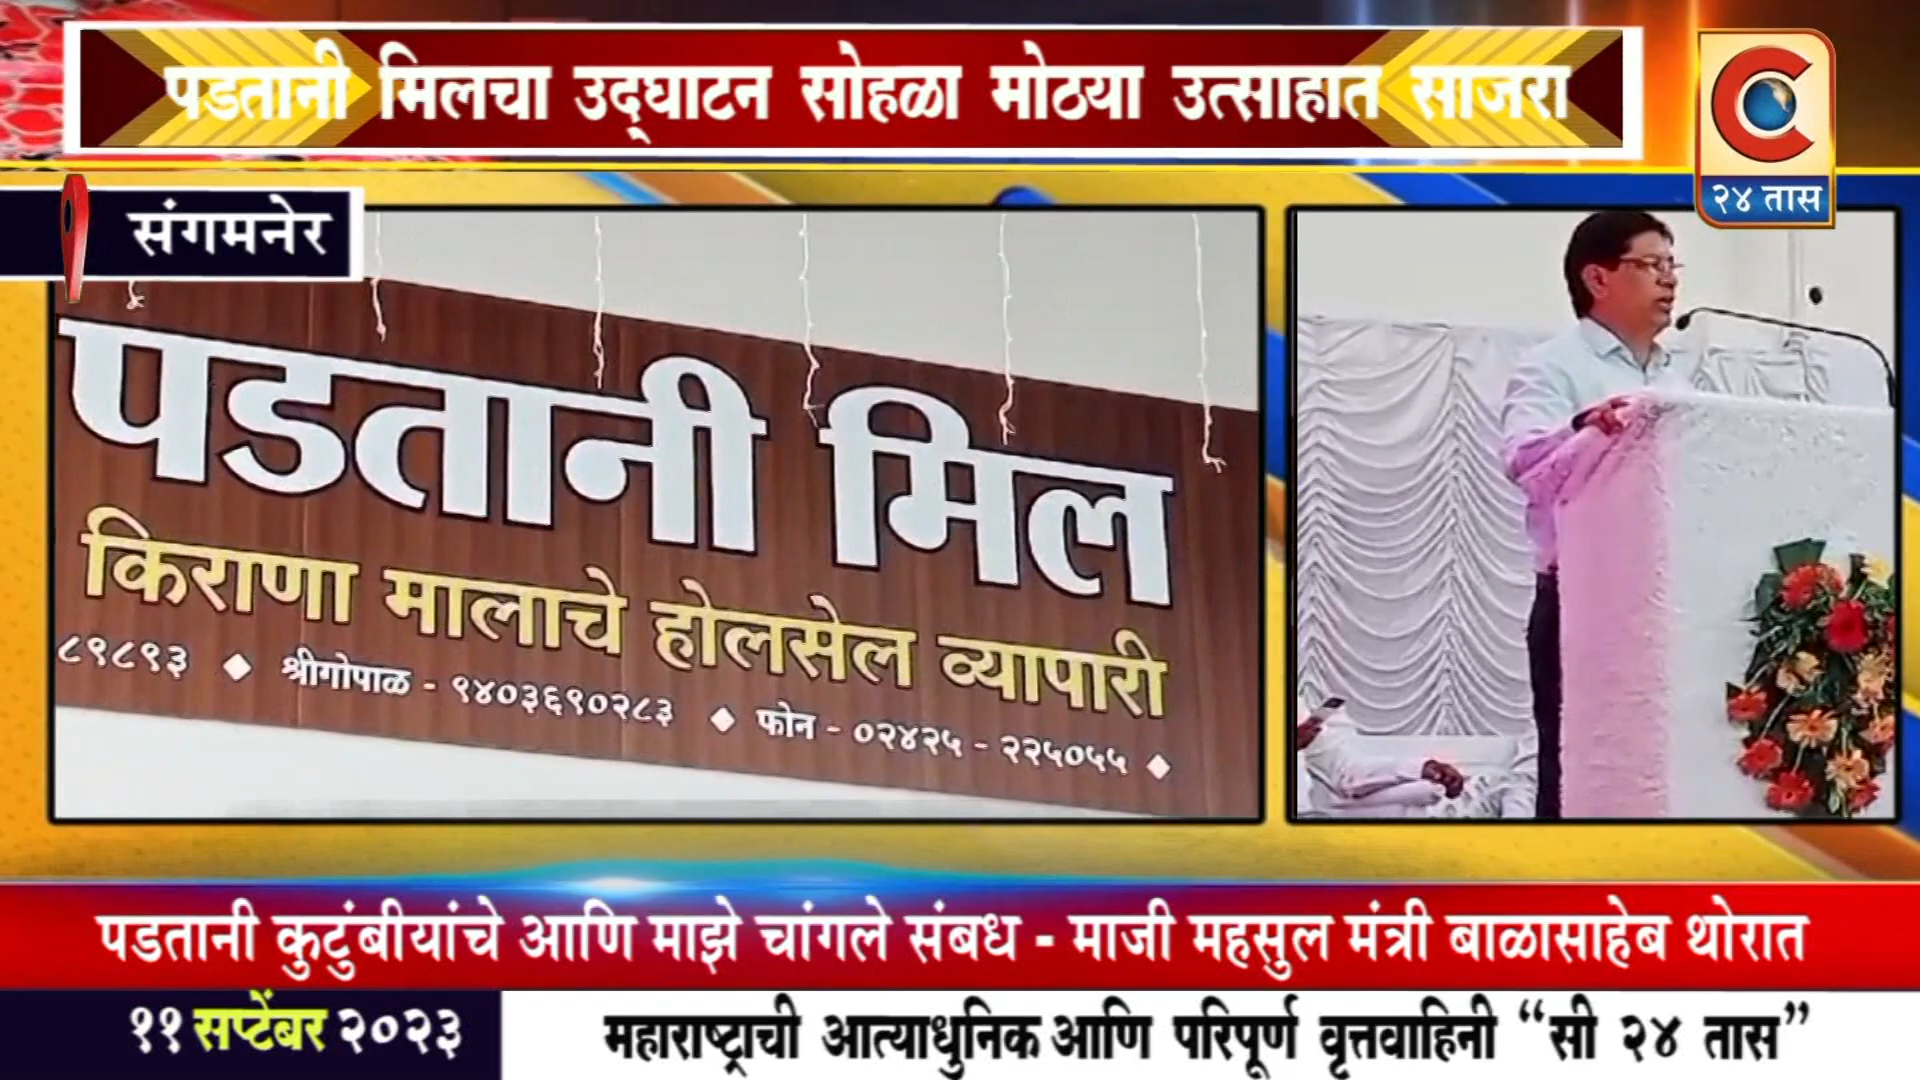 पडतानी मिलचा उद्‌घाटन सोहळा मोठया उत्साहात साजरा
C
२४ तास
संगमनेर
पडतानी मिल
किराणा मालाचे होलसेल व्यापारी
८९८९३ ◆ श्रीगोपाळ - ९४०३६९०२८३ ◆ फोन - ०२४२५ - २२५०५५ ◆
पडतानी कुटुंबीयांचे आणि माझे चांगले संबध - माजी महसुल मंत्री बाळासाहेब थोरात
११ सप्टेंबर २०२३
महाराष्ट्राची आत्याधुनिक आणि परिपूर्ण वृत्तवाहिनी “सी २४ तास”